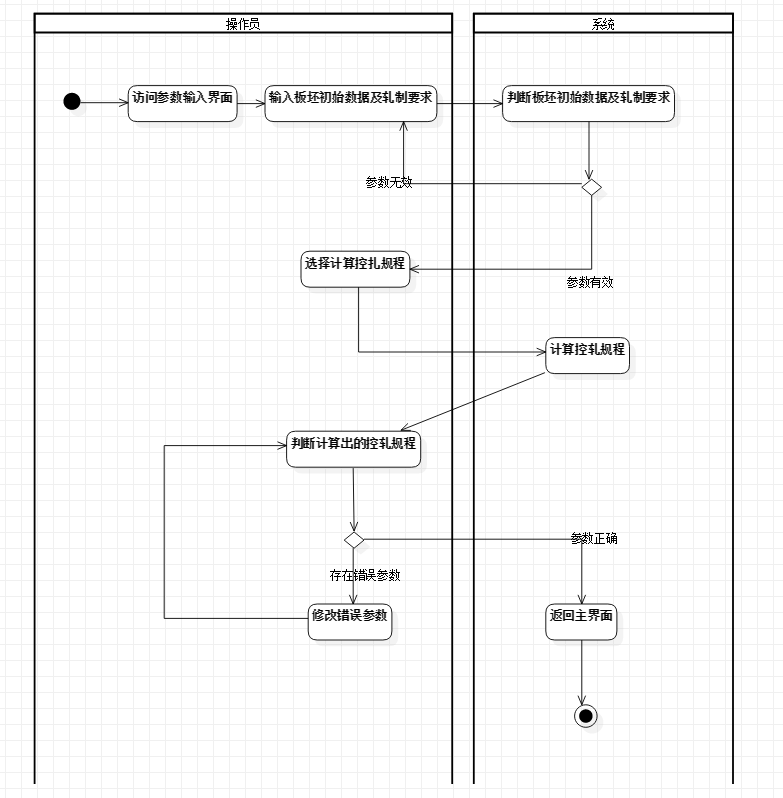 操作员
系统
访问参数输入界面
输入板坯初始数据及轧制要求
判断板坯初始数据及轧制要求
参数无效
选择计算控扎规程
参数有效
计算控轧规程
判断计算出的控轧规程
参数正确
存在错误参数
修改错误参数
返回主界面